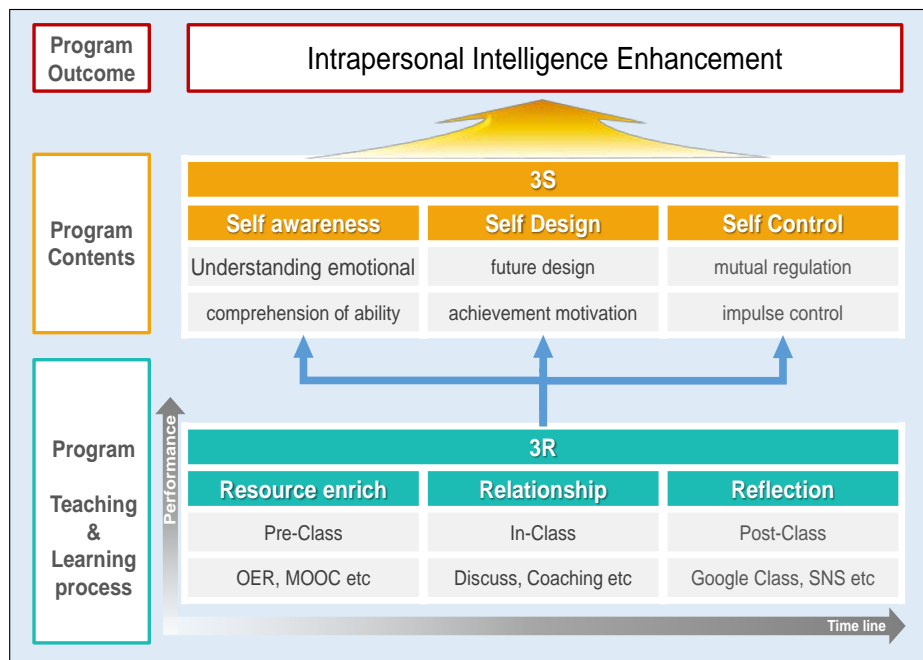 Program
Outcome
Intrapersonal Intelligence Enhancement
Program
Contents
3S
Self awareness
Self Design
Self Control
Understanding emotional
future design
mutual regulation
comprehension of ability
achievement motivation
impulse control
Program
Teaching
&
Learning
process
Performance
3R
Resource enrich
Relationship
Reflection
Pre-Class
In-Class
Post-Class
OER, MOOC etc
Discuss, Coaching etc
Google Class, SNS etc
Time line